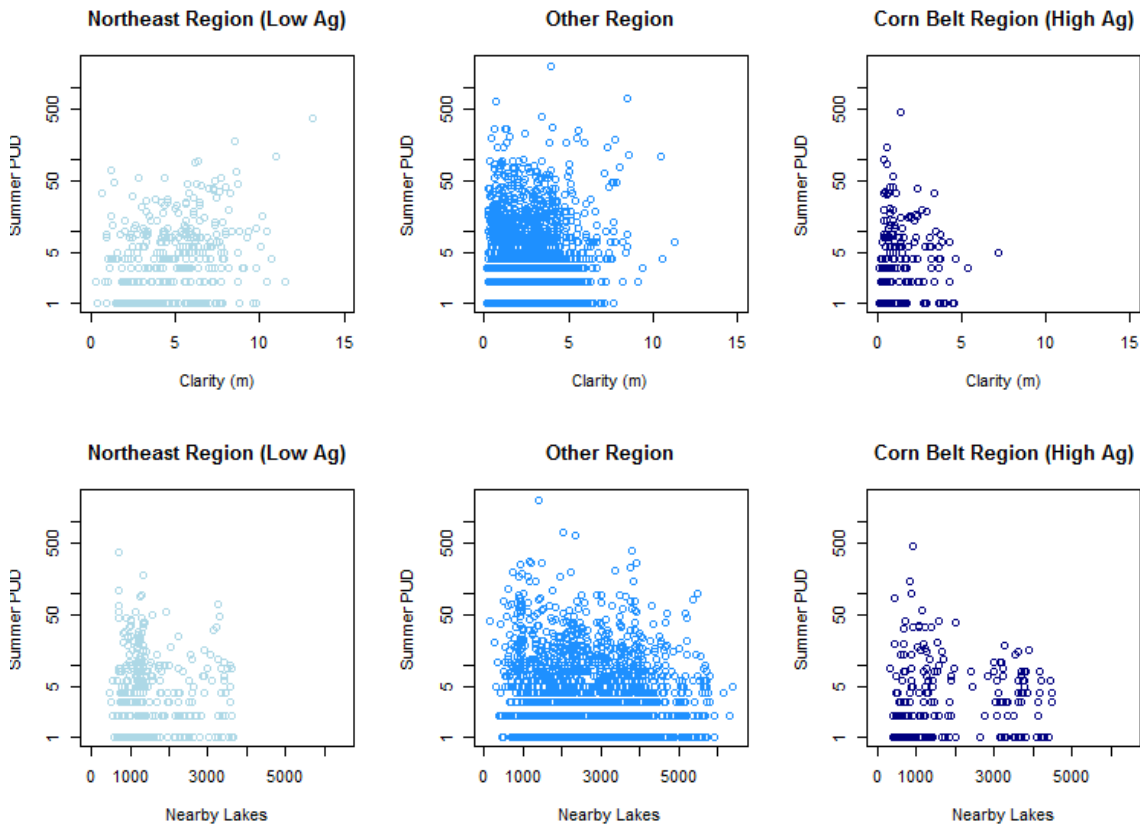 Northeast Region (Low Ag)
Other Region
Corn Belt Region (High Ag)
Summer PUD
500
50
5
1
0
5
10
15
Clarity (m)
Summer PUD
500
50
5
1
0
5
10
15
Clarity (m)
Summer PUD
500
50
5
1
0
5
10
15
Clarity (m)
Northeast Region (Low Ag)
Other Region
Corn Belt Region (High Ag)
Summer PUD
500
50
5
1
0
1000
3000
5000
Nearby Lakes
Summer PUD
500
50
5
1
0
1000
3000
5000
Nearby Lakes
Summer PUD
500
50
5
1
0
1000
3000
5000
Nearby Lakes